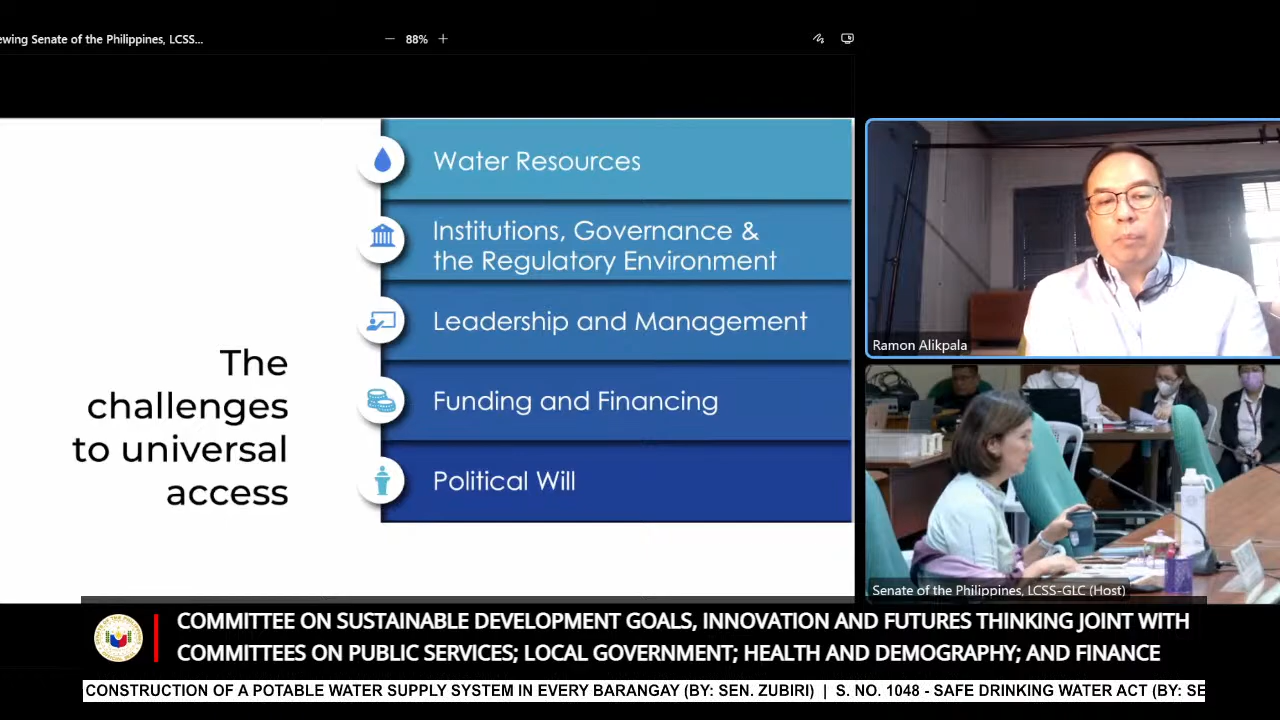 ewing Senate of the Philippines, LCSS...
88%
The
challenges
to universal
access
Water Resources
Institutions, Governance &
the Regulatory Environment
Leadership and Management
Funding and Financing
Political Will
Ramon Alikpala
Senate of the Philippines, LCSS-GLC (Host)
COMMITTEE ON SUSTAINABLE DEVELOPMENT GOALS, INNOVATION AND FUTURES THINKING JOINT WITH
COMMITTEES ON PUBLIC SERVICES; LOCAL GOVERNMENT; HEALTH AND DEMOGRAPHY; AND FINANCE
CONSTRUCTION OF A POTABLE WATER SUPPLY SYSTEM IN EVERY BARANGAY (BY: SEN. ZUBIRI) | S. NO. 1048 - SAFE DRINKING WATER ACT (BY: SE